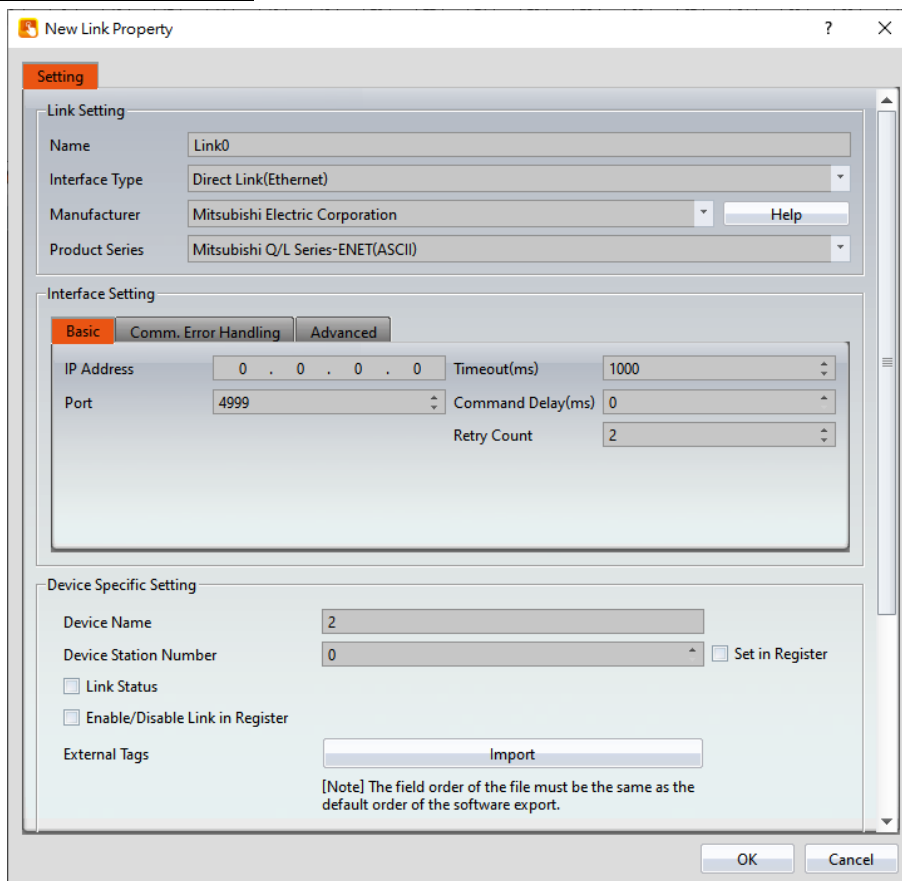 New Link Property
Setting
Link Setting
Name Link0
Interface Type Direct Link(Ethernet)
Manufacturer Mitsubishi Electric Corporation Help
Product Series Mitsubishi Q/L Series-ENET(ASCII)
Interface Setting
Basic Comm. Error Handling Advanced
IP Address 0 . 0 . 0 . 0 Timeout(ms) 1000
Port 4999 Command Delay(ms) 0
Retry Count 2
Device Specific Setting
Device Name 2
Device Station Number 0 Set in Register
Link Status
Enable/Disable Link in Register
External Tags Import
[Note] The field order of the file must be the same as the
default order of the software export.
OK Cancel